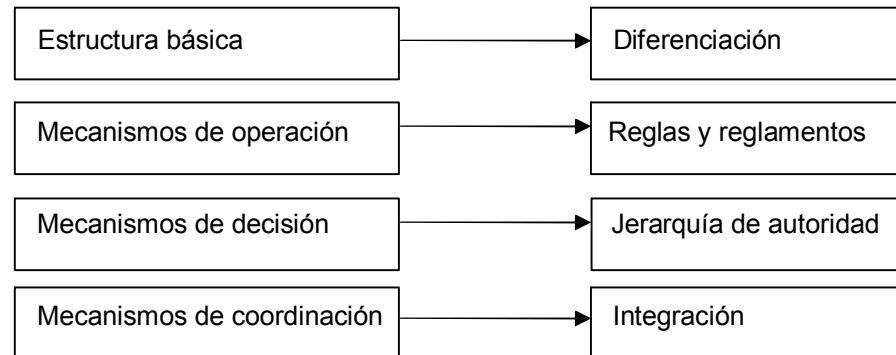 Estructura básica
Diferenciación
Mecanismos de operación
Reglas y reglamentos
Mecanismos de decisión
Jerarquía de autoridad
Mecanismos de coordinación
Integración